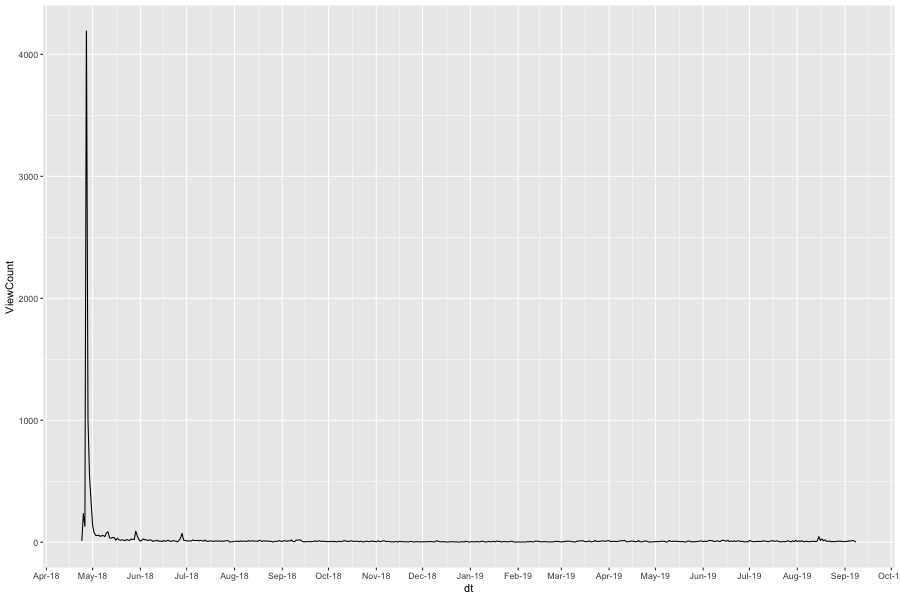 4000
3000
2000
1000
0
ViewCount
Apr-18 May-18 Jun-18 Jul-18 Aug-18 Sep-18 Oct-18 Nov-18 Dec-18 Jan-19 Feb-19 Mar-19 Apr-19 May-19 Jun-19 Jul-19 Aug-19 Sep-19 Oct-1
dt